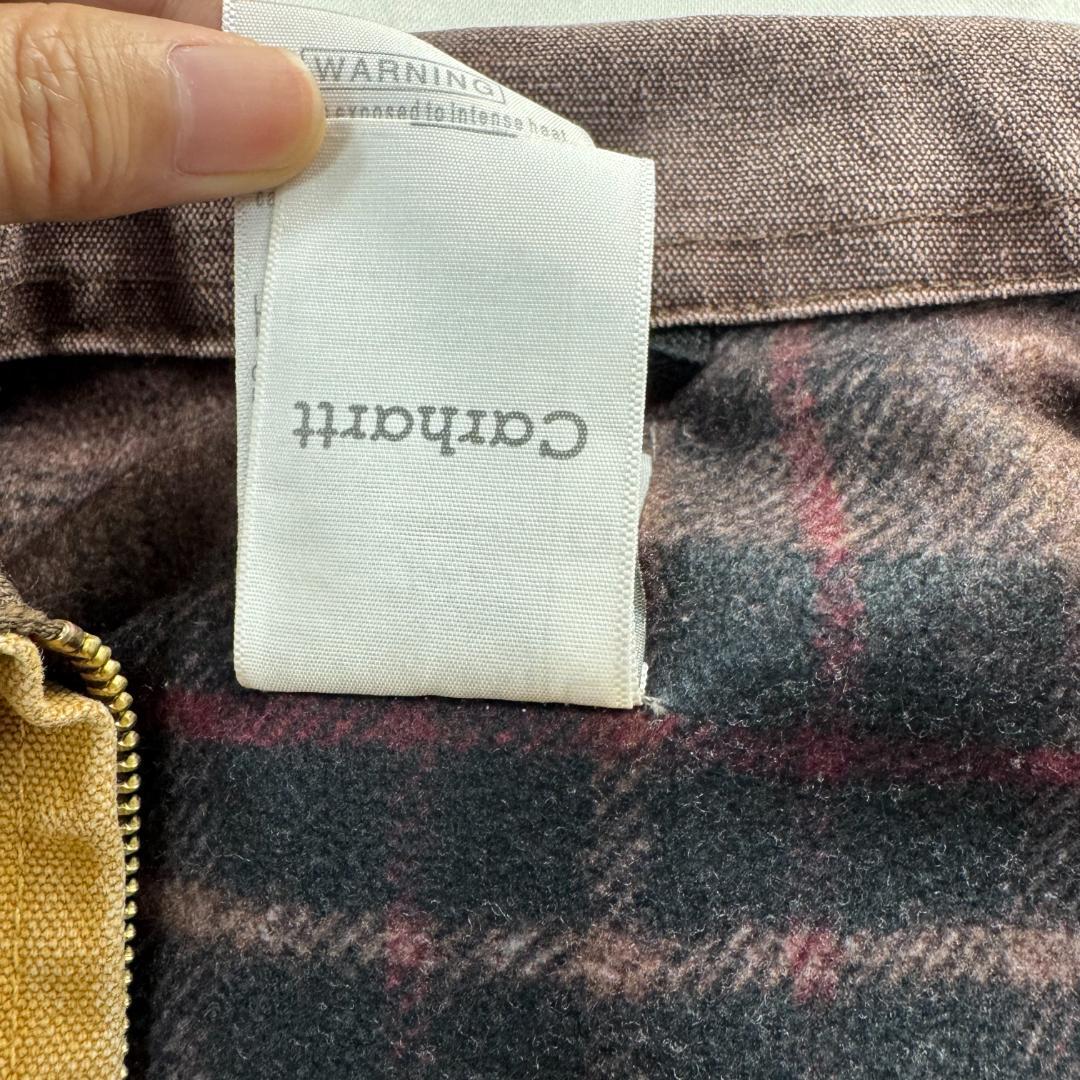 WARNING
exposed to intense heat
Carhartt